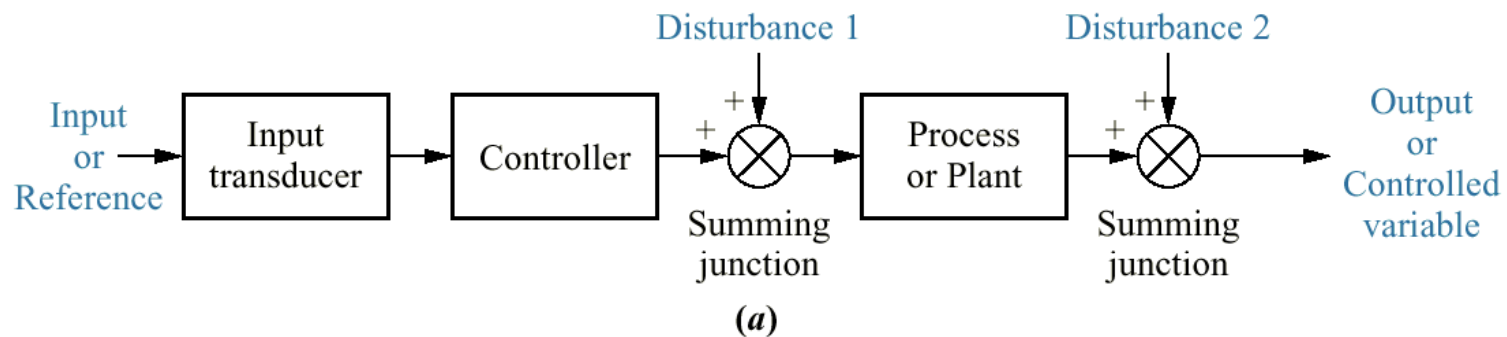 Disturbance 1
Disturbance 2
Input
or
Reference
Input
transducer
Controller
+
+
Summing
junction
Process
or Plant
+
+
Summing
junction
Output
or
Controlled
variable
(a)